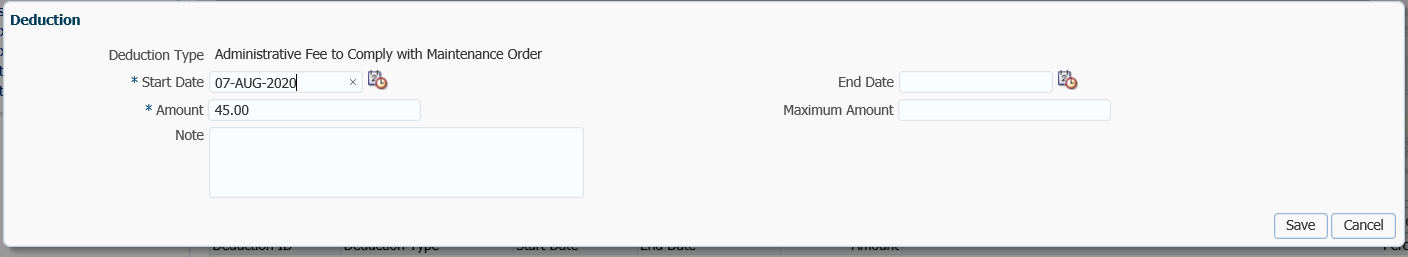 Deduction
Deduction Type Administrative Fee to Comply with Maintenance Order
* Start Date 07-AUG-2020 × End Date
* Amount 45.00 Maximum Amount
Note
Save Cancel
Deduction ID Deduction Type Start Date End Date Amount